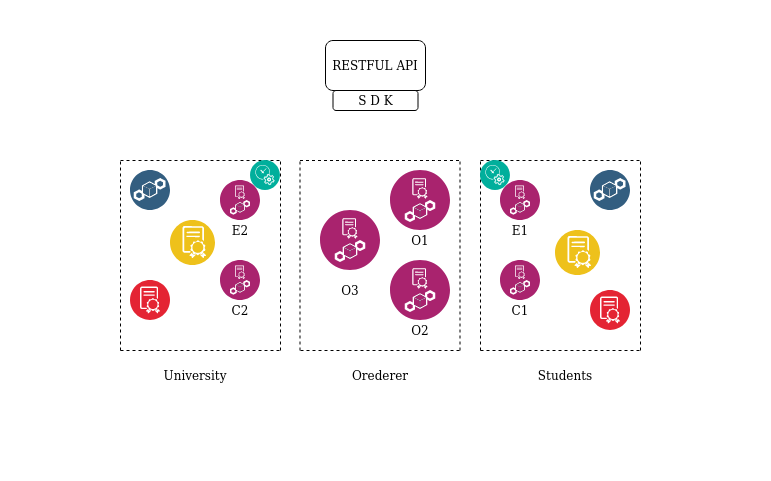 RESTFUL API
S D K
E2
C2
O1
O3
O2
E1
C1
University
Orederer
Students